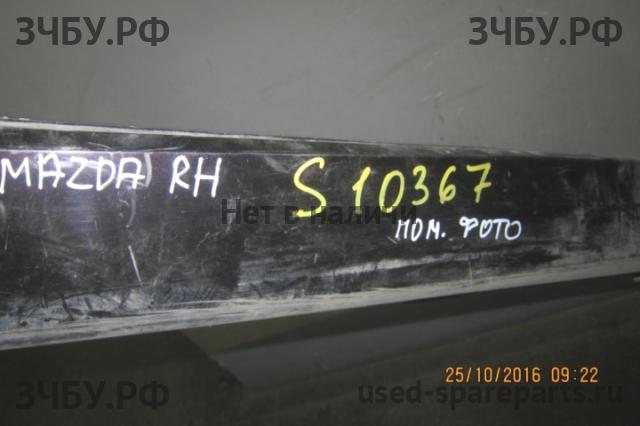 ЗЧБУ.РФ ЗЧБУ.РФ
MAZDA RH S10367
Нет в наличии
ПОМ. ФОТО
25/10/2016 09:22
ЗЧБУ.РФ used-spareparts.ru